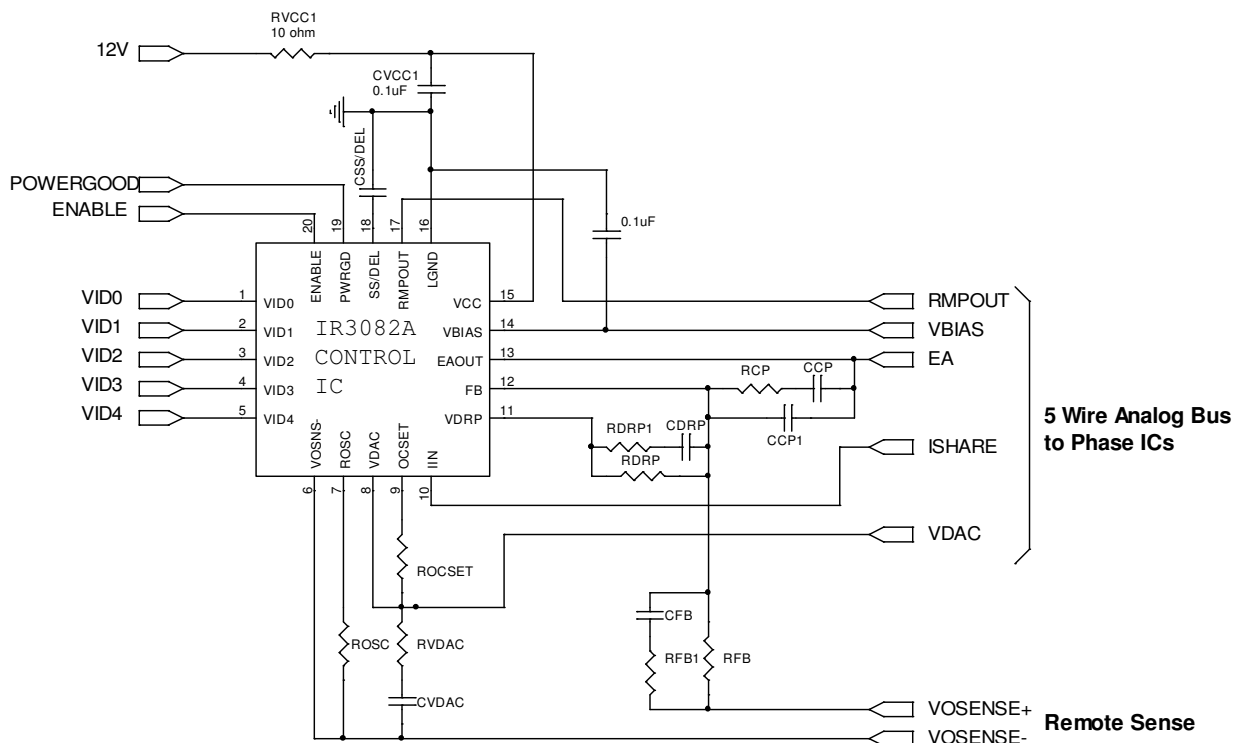 RVCC1
10 ohm
12V
CVCC1
0.1uF
CSS/DEL
POWERGOOD
ENABLE
0.1uF
20
19
18
17
16
ENABLE
PWRGD
SS/DEL
RMPOUT
LGND
VID0
1
VID0
VCC
15
RMPOUT
VID1
2
VID1
IR3082A
VBIAS
14
VBIAS
VID2
3
VID2
CONTROL
EAOUT
13
EA
RCP
CCP
VID3
4
VID3
IC
FB
12
VID4
5
VID4
VDRP
11
CCP1
5 Wire Analog Bus
to Phase ICs
RDRP1
CDRP
RDRP
ISHARE
VOSNS-
ROSC
VDAC
OCSET
IIN
6
7
8
9
10
VDAC
ROCSET
CFB
ROSC
RVDAC
RFB1
RFB
CVDAC
VOSENSE+
Remote Sense
VOSENSE-